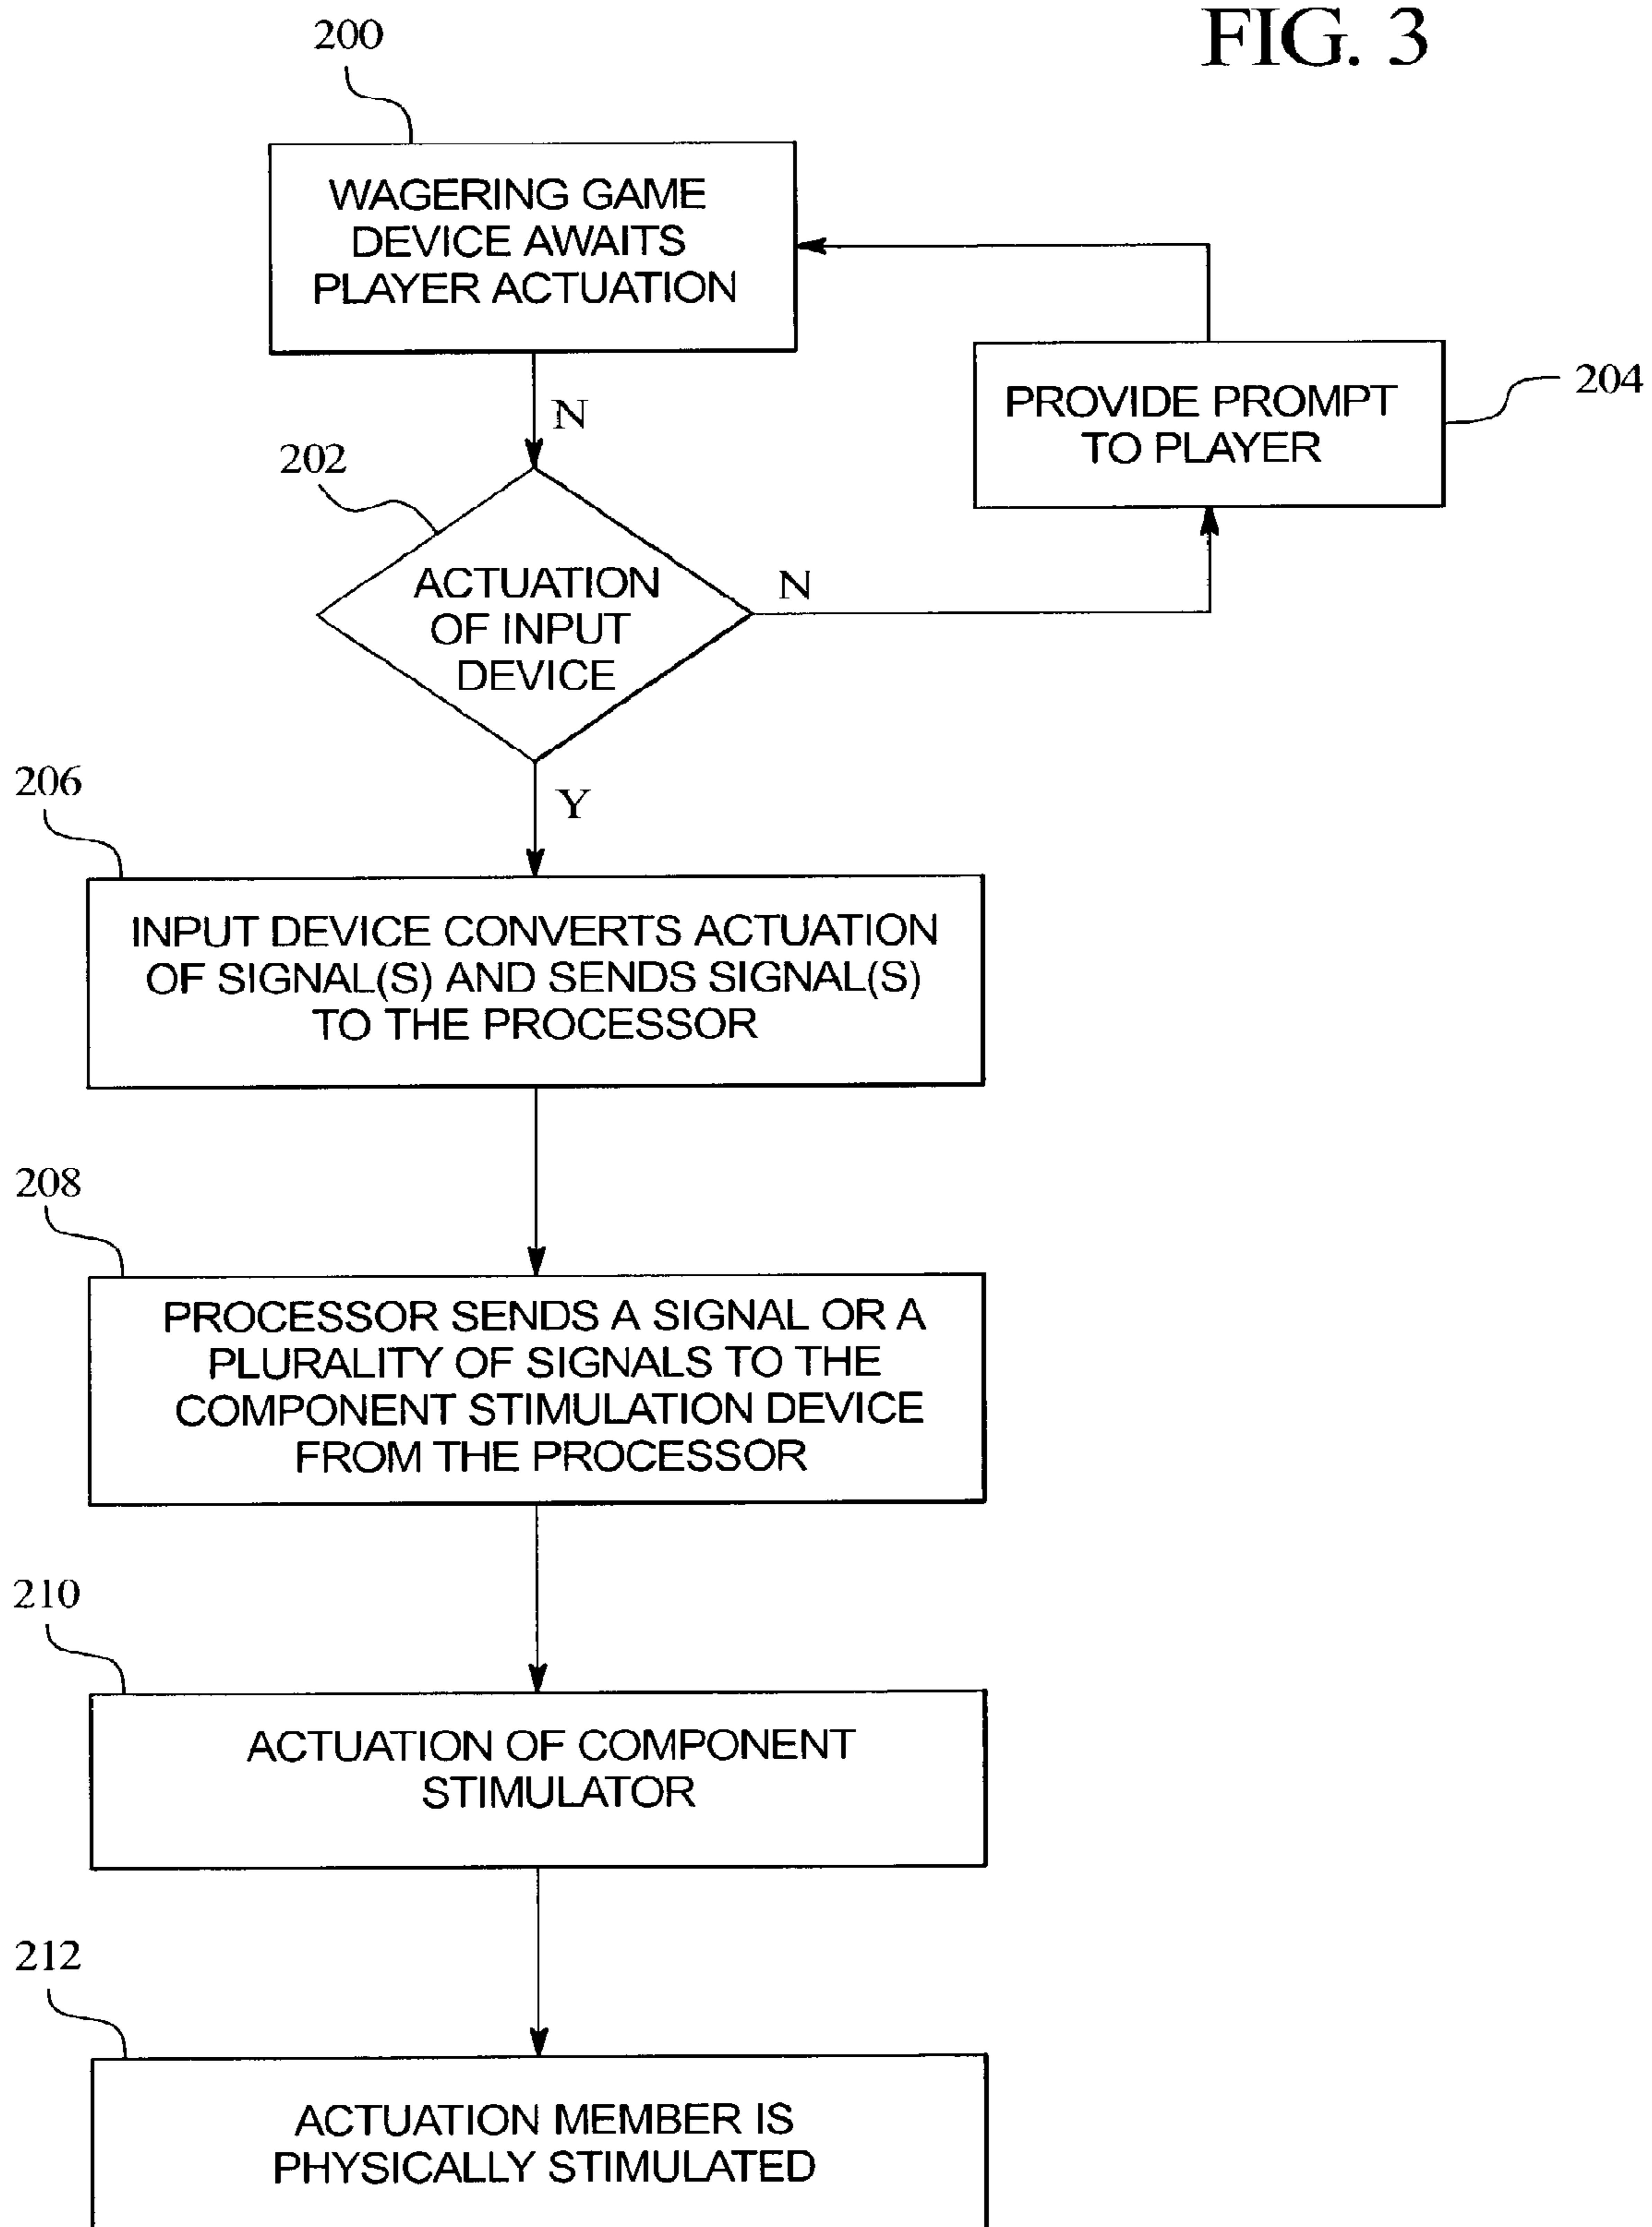 FIG. 3
200
WAGERING GAME
DEVICE AWAITS
PLAYER ACTUATION
N
204
PROVIDE PROMPT
TO PLAYER
202
ACTUATION
OF INPUT
DEVICE
N
Y
206
INPUT DEVICE CONVERTS ACTUATION
OF SIGNAL(S) AND SENDS SIGNAL(S)
TO THE PROCESSOR
208
PROCESSOR SENDS A SIGNAL OR A
PLURALITY OF SIGNALS TO THE
COMPONENT STIMULATION DEVICE
FROM THE PROCESSOR
210
ACTUATION OF COMPONENT
STIMULATOR
212
ACTUATION MEMBER IS
PHYSICALLY STIMULATED